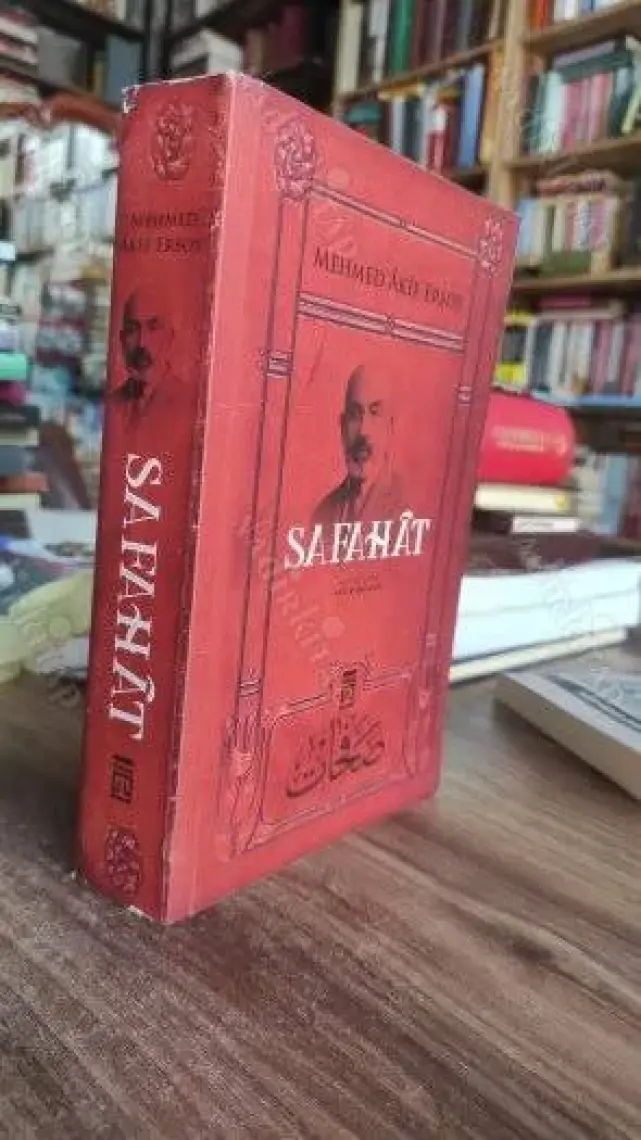 MEHMED
ÂKİF ERSOY
SAFAHÂT
MEHMED ÂKİF ERSOY
SAFAHÂT
صفحات